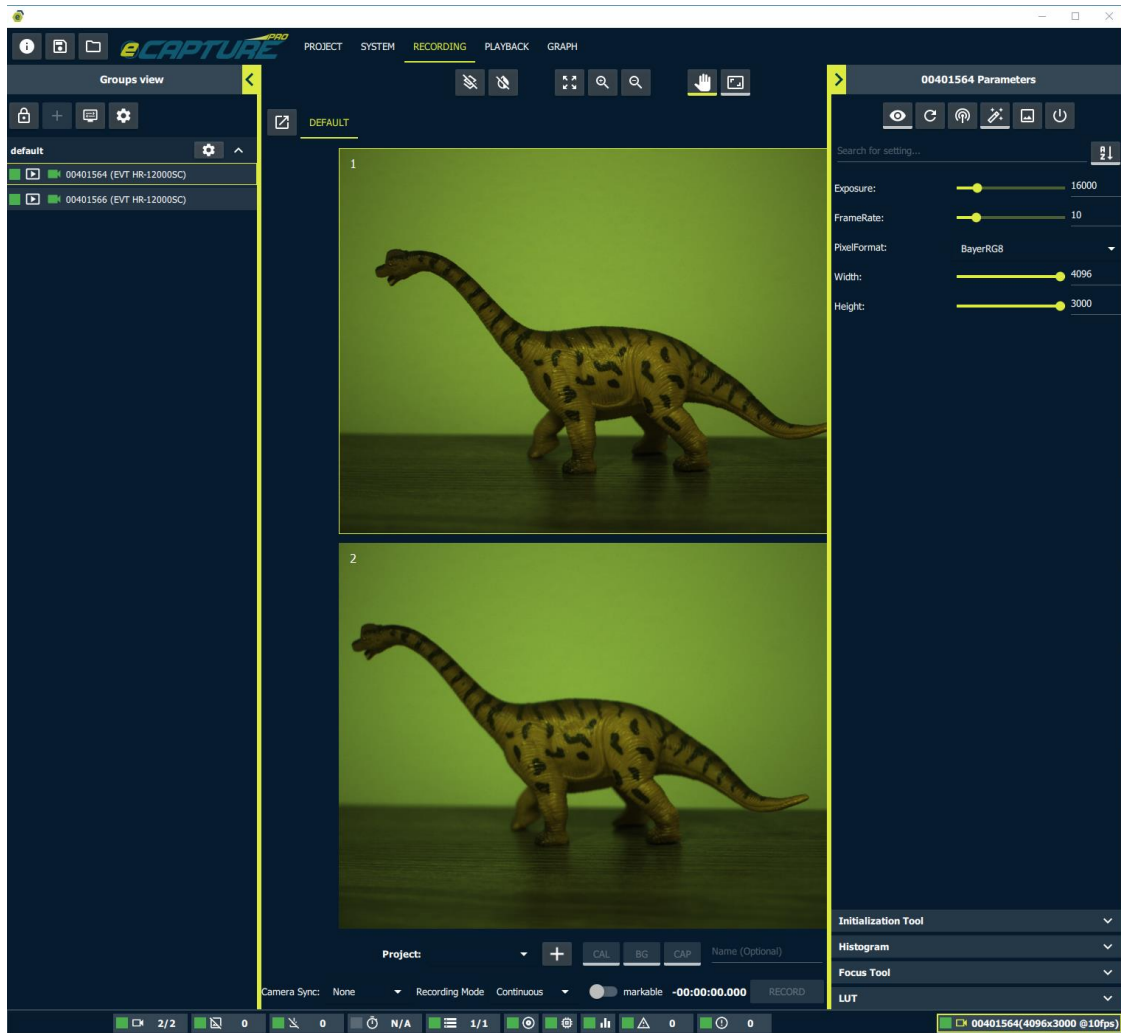 eCAPTURE PRO
PROJECT SYSTEM RECORDING PLAYBACK GRAPH
Groups view
default
00401564 (EVT HR-12000SC)
00401566 (EVT HR-12000SC)
DEFAULT
1
2
Project:
CAL BG CAP Name (Optional)
Camera Sync: None Recording Mode Continuous markable -00:00:00.000 RECORD
00401564 Parameters
Search for setting...
Exposure: 16000
FrameRate: 10
PixelFormat: BayerRG8
Width: 4096
Height: 3000
Initialization Tool
Histogram
Focus Tool
LUT
2/2 0 0 N/A 1/1 0 0 00401564(4096x3000 @10fps)